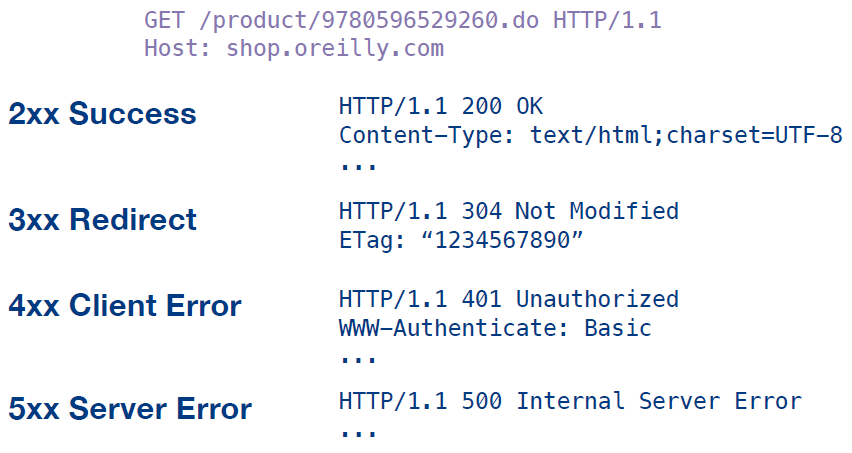 GET /product/9780596529260.do HTTP/1.1
Host: shop.oreilly.com
2xx Success
HTTP/1.1 200 OK
Content-Type: text/html;charset=UTF-8
...
3xx Redirect
HTTP/1.1 304 Not Modified
ETag: “1234567890”
4xx Client Error
HTTP/1.1 401 Unauthorized
WWW-Authenticate: Basic
...
5xx Server Error
HTTP/1.1 500 Internal Server Error
...